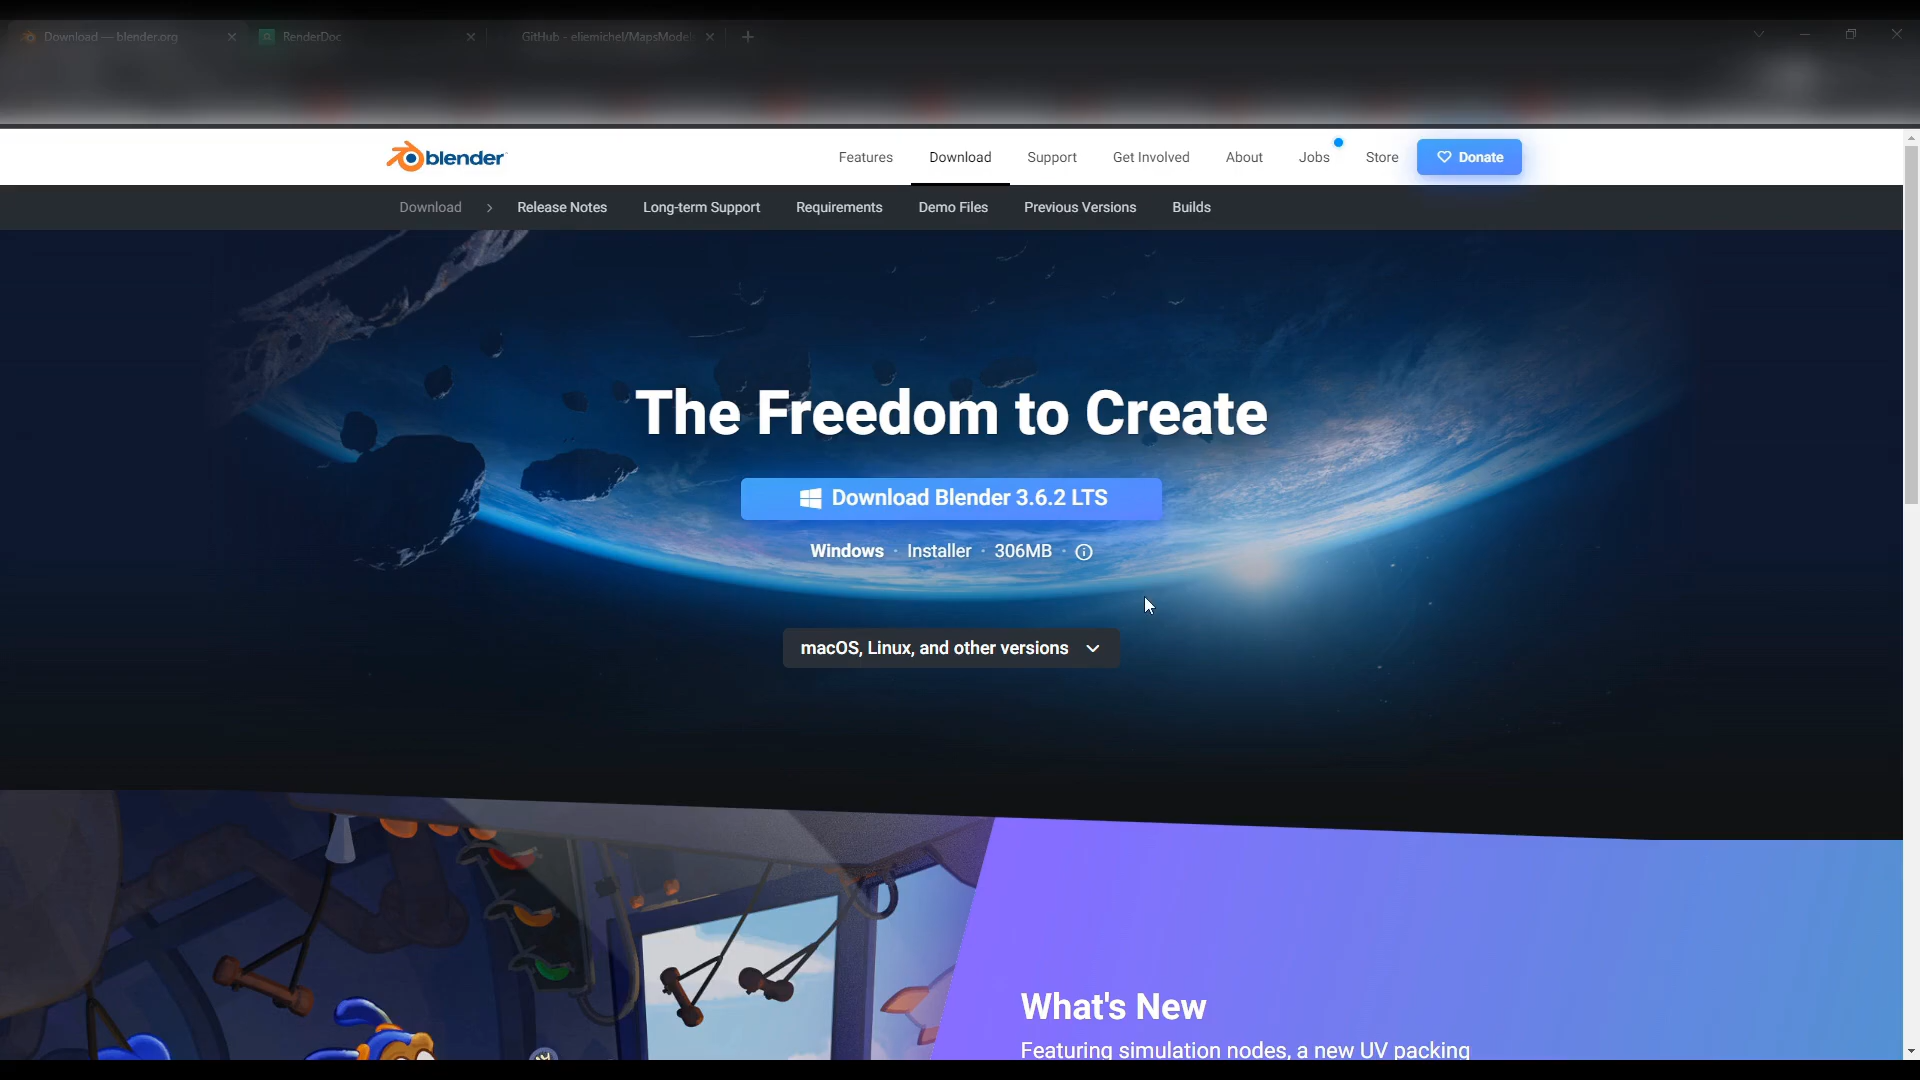 Download — blender.org
RenderDoc
GitHub - eliemichel/MapsModels
blender
Features
Download
Support
Get Involved
About
Jobs
Store
Donate
Download
Release Notes
Long-term Support
Requirements
Demo Files
Previous Versions
Builds
The Freedom to Create
Download Blender 3.6.2 LTS
Windows · Installer · 306MB ·
macOS, Linux, and other versions
What's New
Featuring simulation nodes, a new UV packing